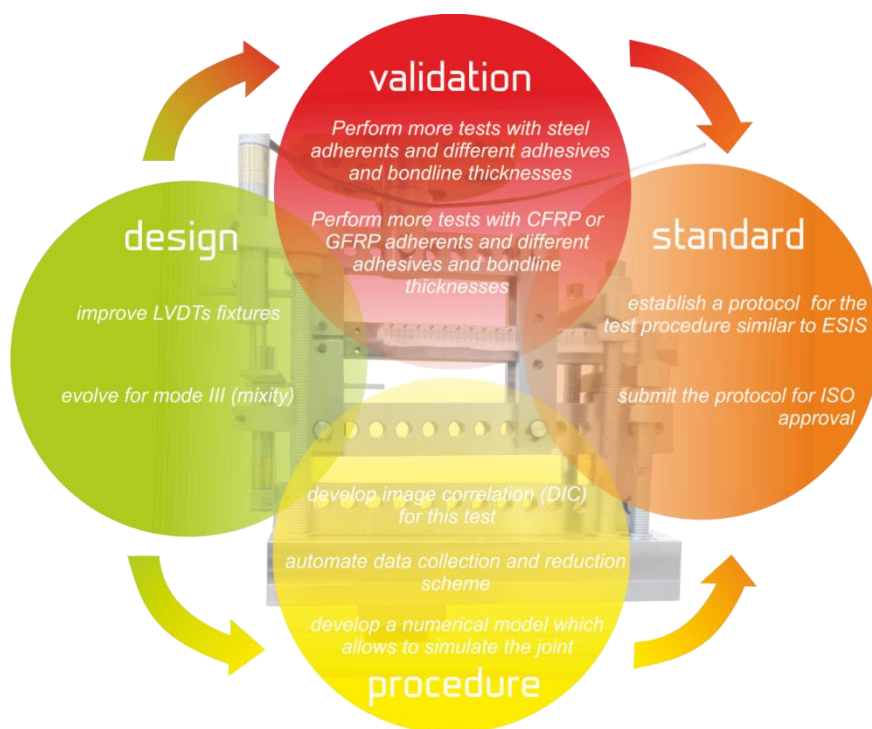 validation
Perform more tests with steel
adherents and different adhesives
and bondline thicknesses
Perform more tests with CFRP or
GFRP adherents and different
adhesives and bondline
thicknesses
design
improve LVDTs fixtures
evolve for mode III (mixity)
standard
establish a protocol for the
test procedure similar to ESIS
submit the protocol for ISO
approval
develop image correlation (DIC)
for this test
automate data collection and reduction
scheme
develop a numerical model which
allows to simulate the joint
procedure